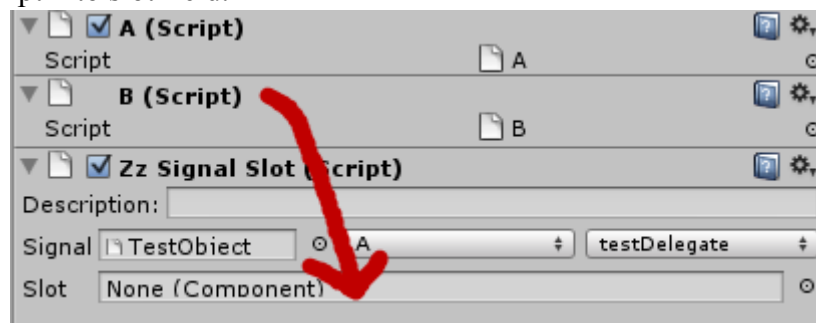 A (Script)
Script A
B (Script)
Script B
Zz Signal Slot (Script)
Description:
Signal TestObject A testDelegate
Slot None (Component)